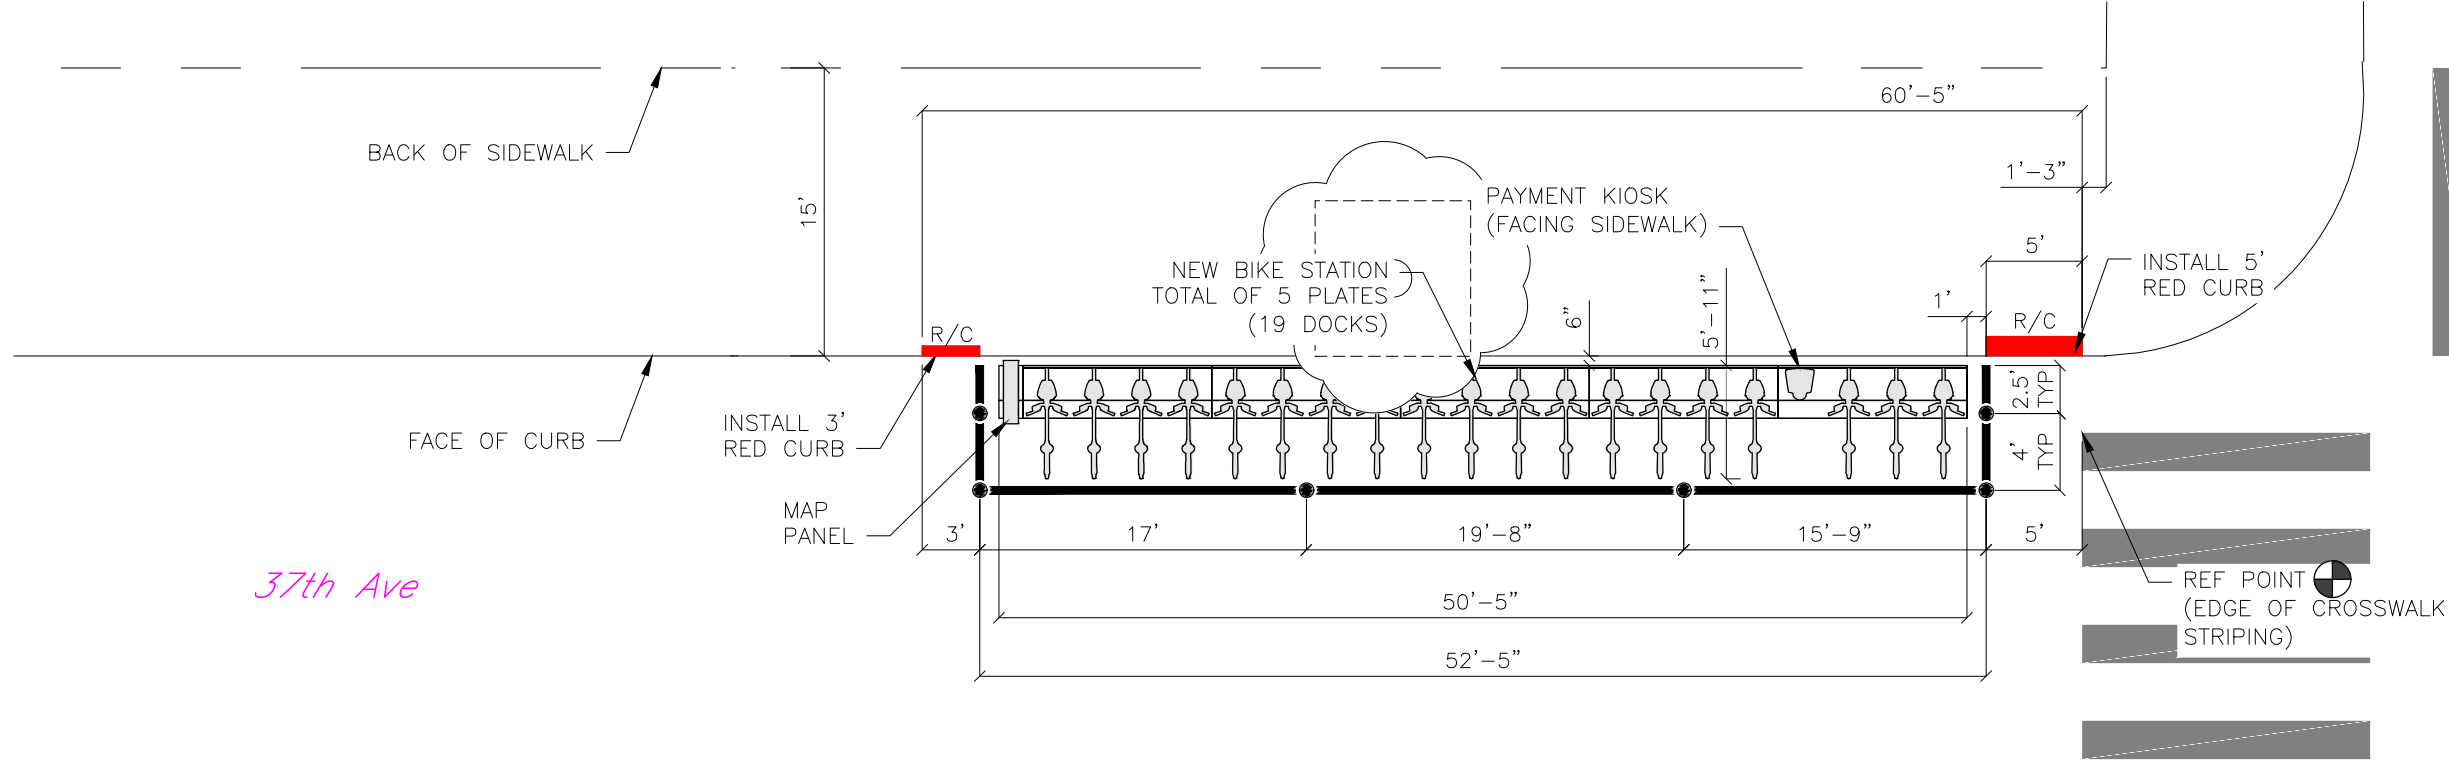 60'-5"
BACK OF SIDEWALK
1'-3"
15'
PAYMENT KIOSK
(FACING SIDEWALK)
5'
NEW BIKE STATION
TOTAL OF 5 PLATES
(19 DOCKS)
INSTALL 5'
RED CURB
6"
5'-11"
1'
R/C
R/C
2.5'
TYP
INSTALL 3'
RED CURB
FACE OF CURB
4'
TYP
MAP
PANEL
3'
17'
19'-8"
15'-9"
5'
37th Ave
REF POINT
(EDGE OF CROSSWALK
STRIPING)
50'-5"
52'-5"